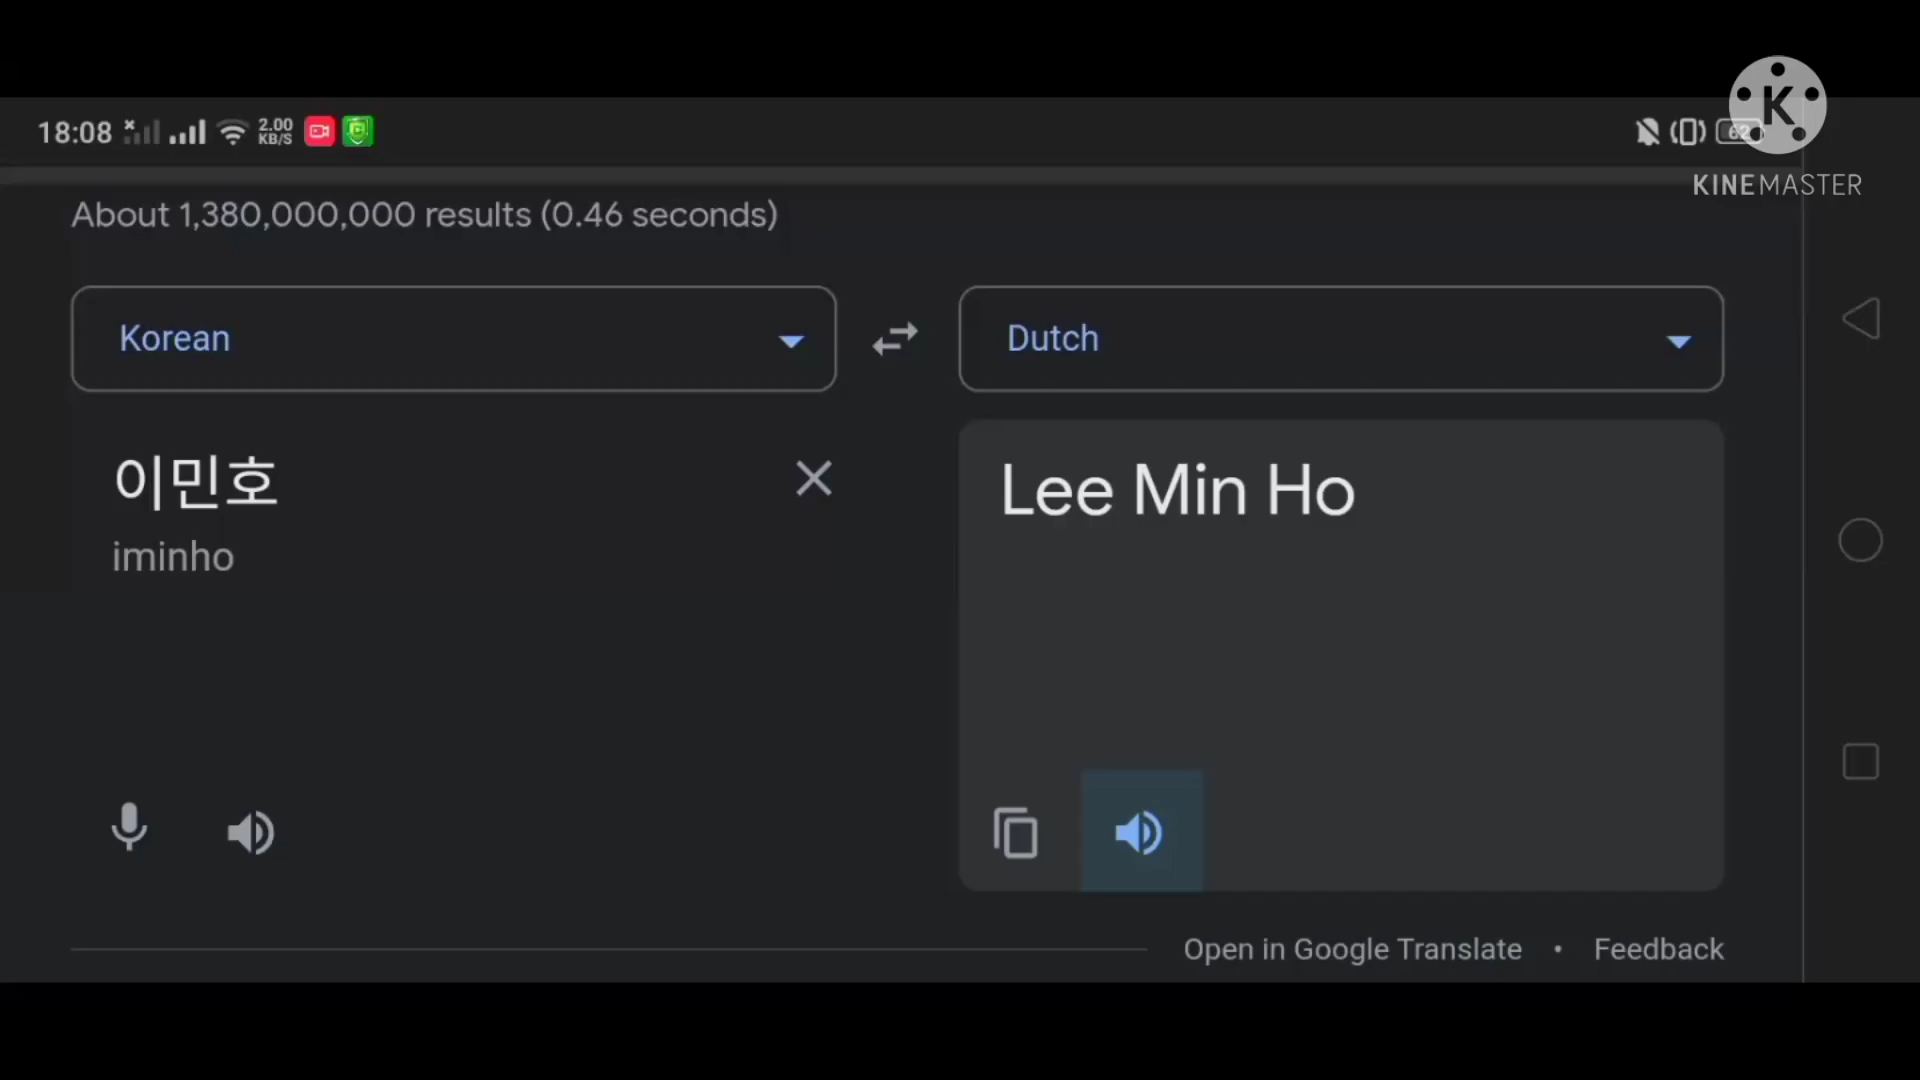 18:08 2.00 KB/S 62
K
KINEMASTER
About 1,380,000,000 results (0.46 seconds)
Korean
Dutch
이민호
iminho
Lee Min Ho
Open in Google Translate • Feedback